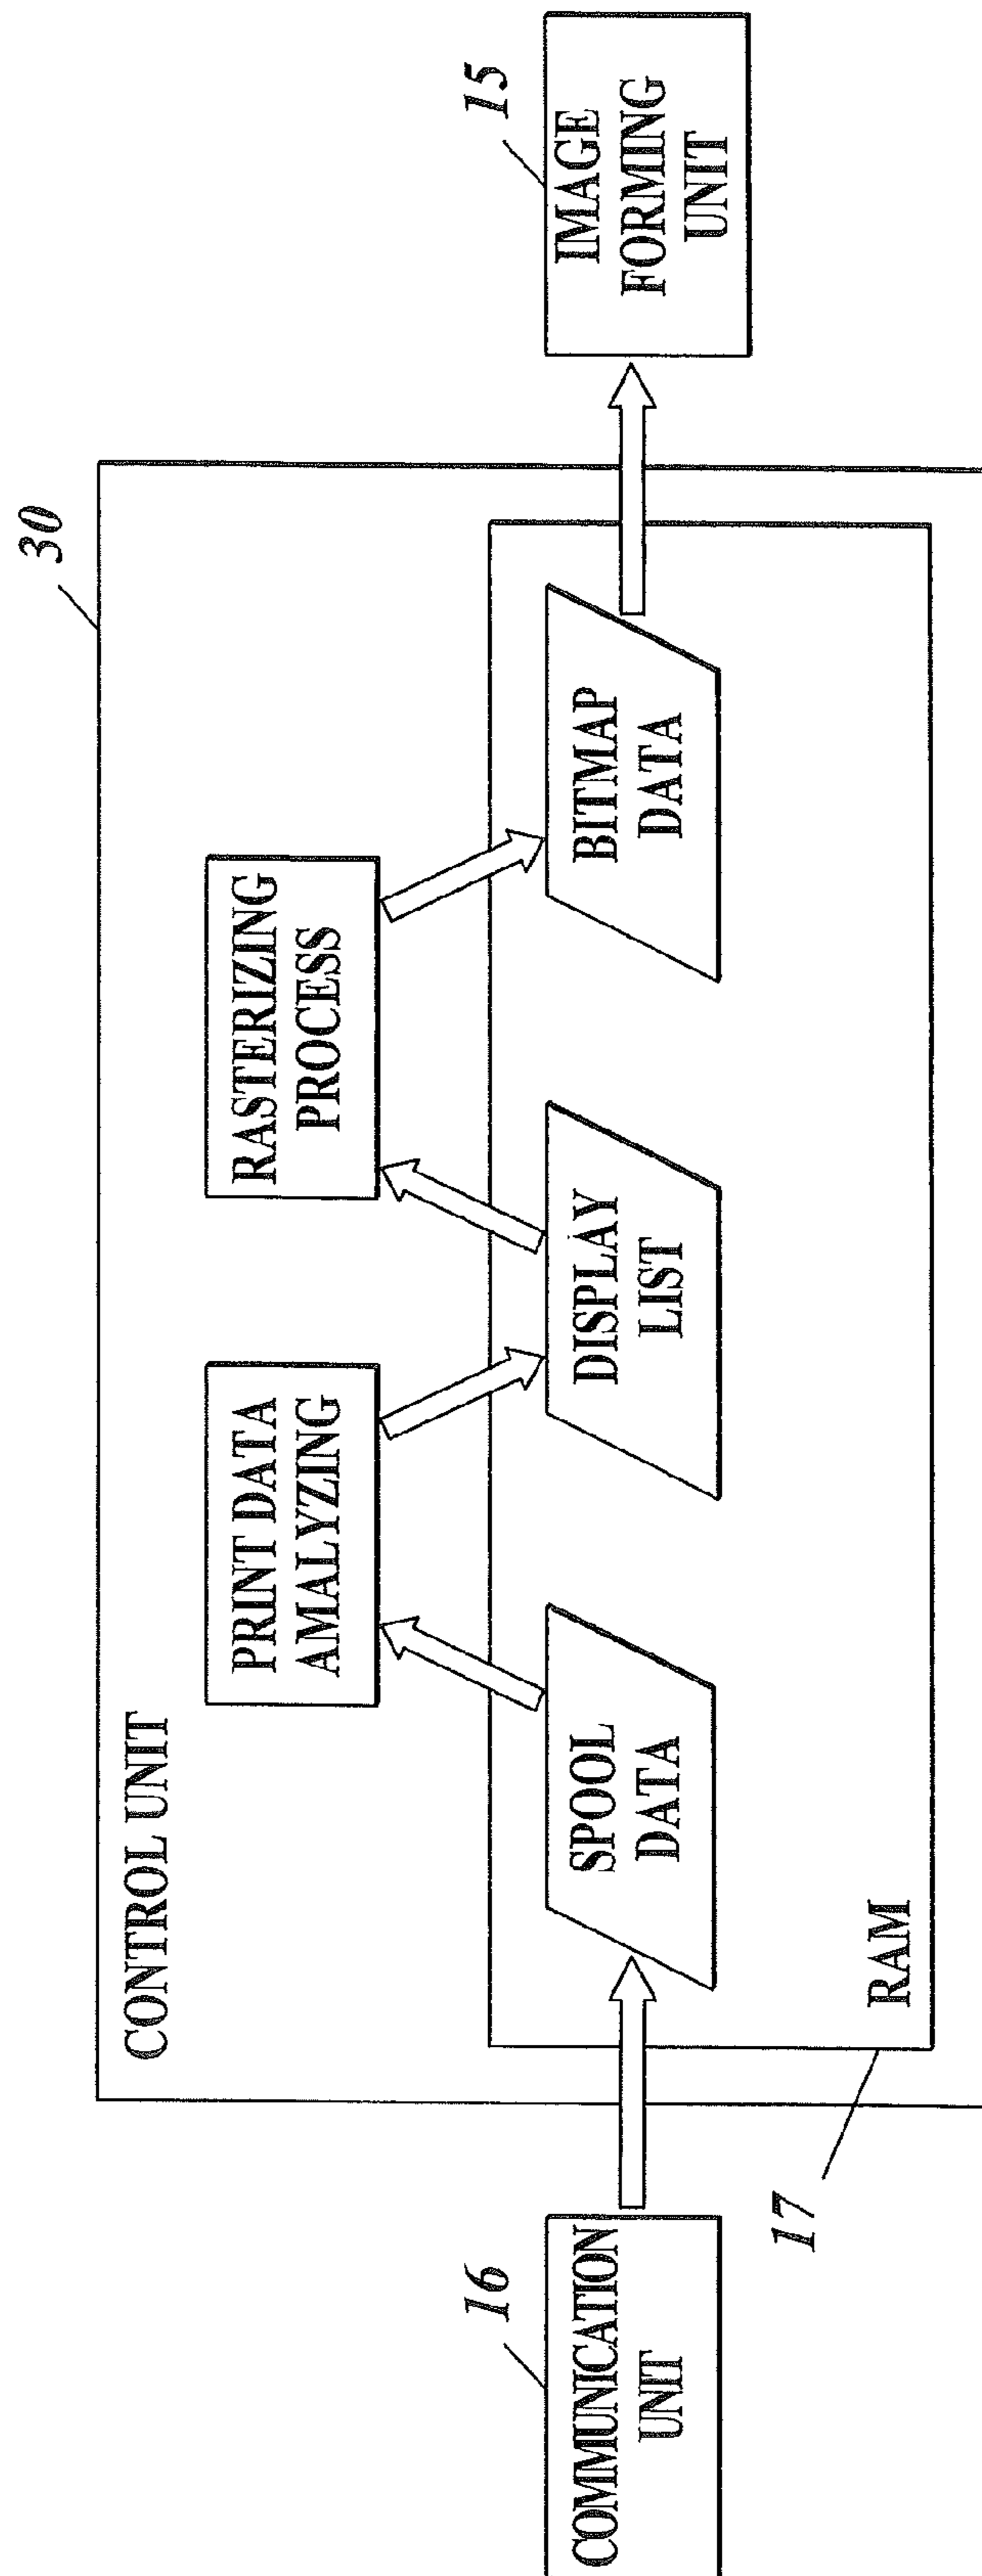 30
CONTROL UNIT
PRINT DATA
AMALYZING
RASTERIZING
PROCESS
16
COMMUNICATION
UNIT
SPOOL
DATA
DISPLAY
LIST
BITMAP
DATA
15
IMAGE
FORMING
UNIT
17
RAM